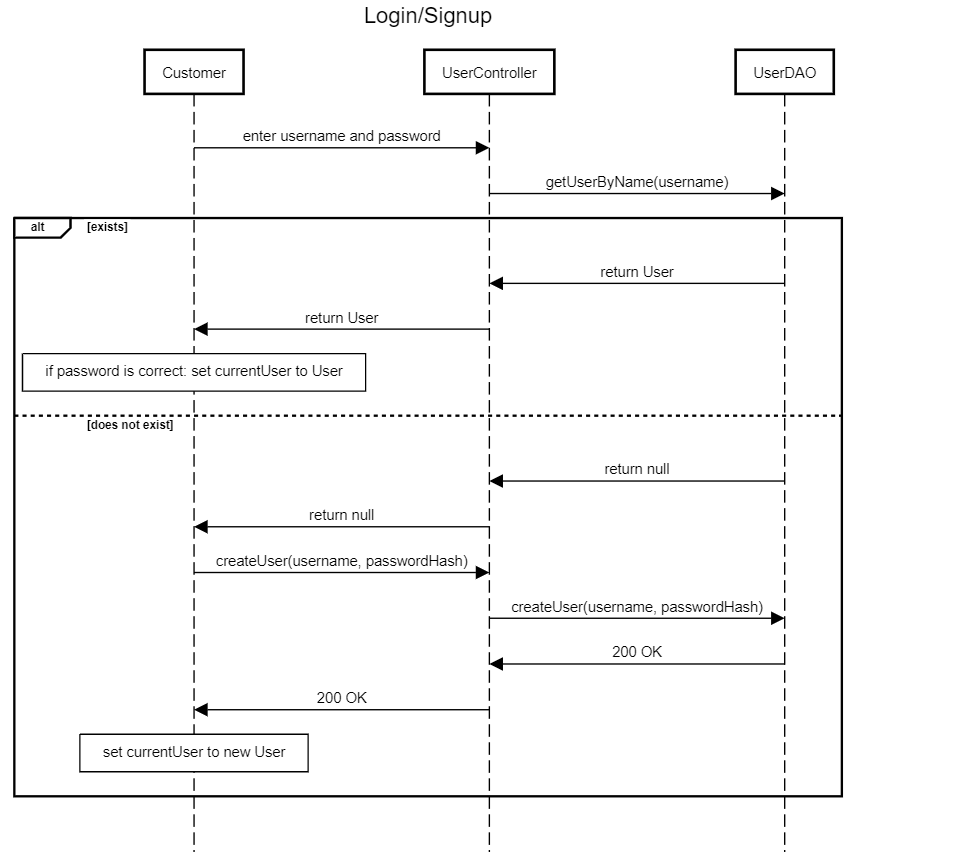 Login/Signup
Customer
UserController
UserDAO
enter username and password
getUserByName(username)
alt
[exists]
return User
return User
if password is correct: set currentUser to User
[does not exist]
return null
return null
createUser(username, passwordHash)
createUser(username, passwordHash)
200 OK
200 OK
set currentUser to new User